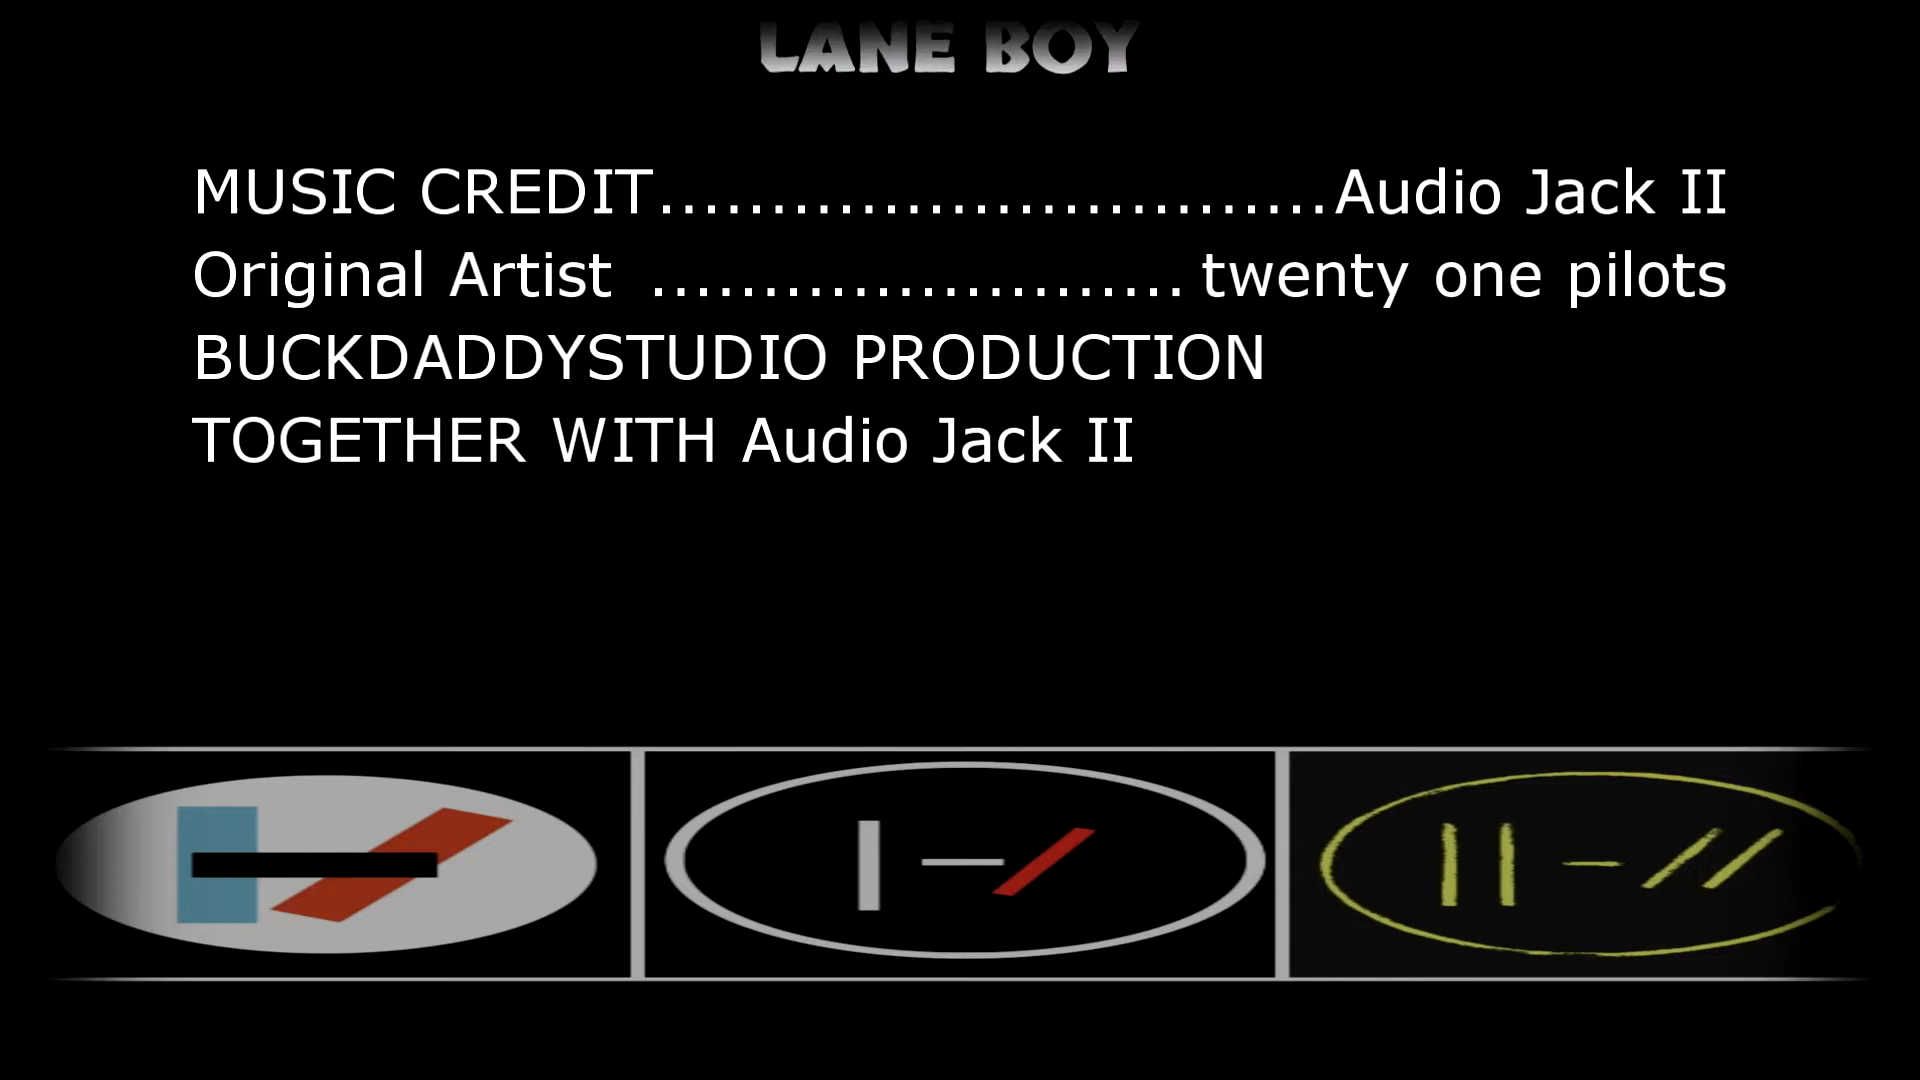 LANE BOY
MUSIC CREDIT..............................Audio Jack II
Original Artist ........................ twenty one pilots
BUCKDADDYSTUDIO PRODUCTION
TOGETHER WITH Audio Jack II